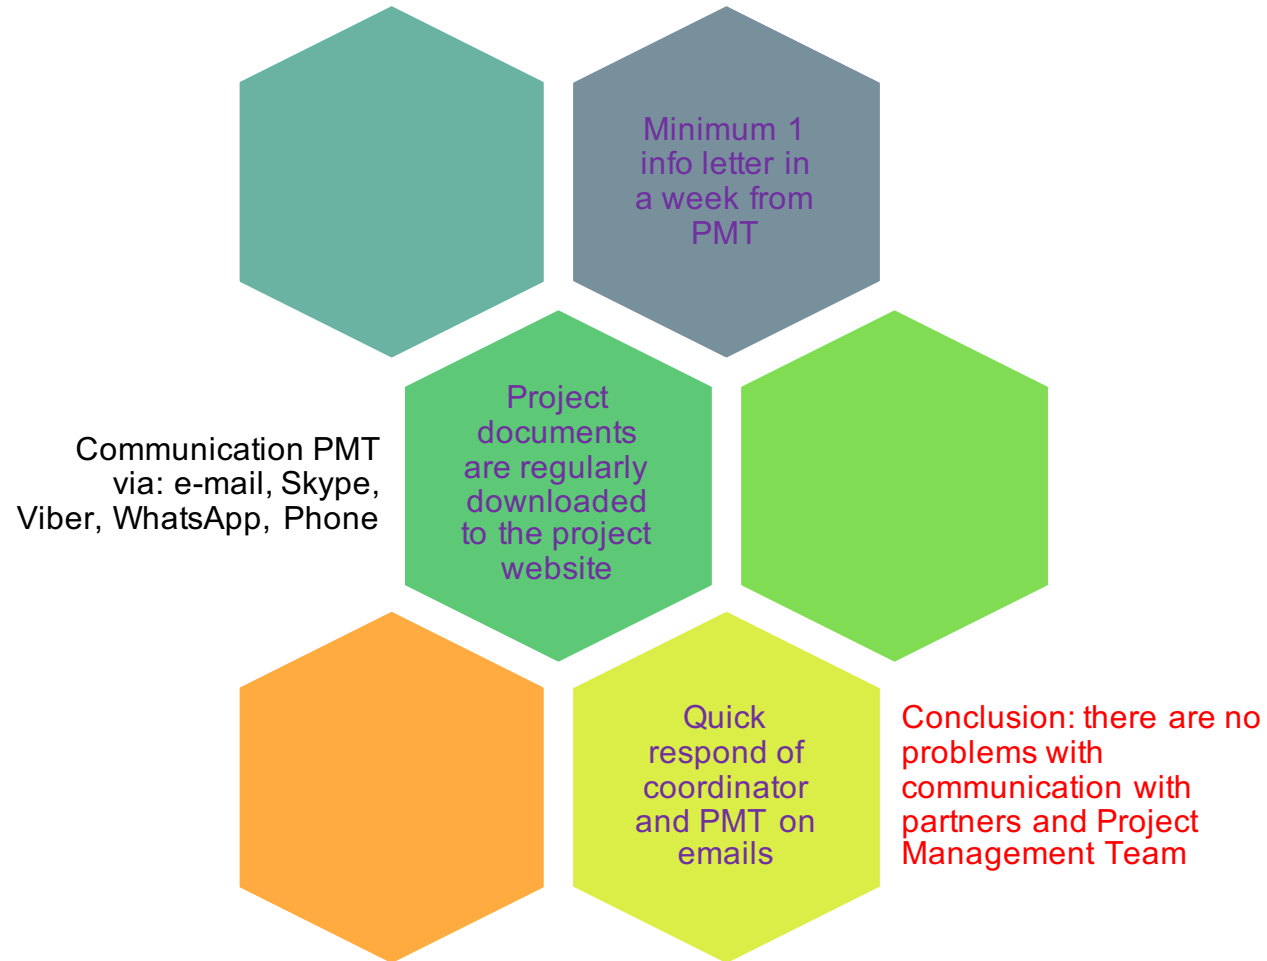 Minimum 1
info letter in
a week from
PMT
Communication PMT
via: e-mail, Skype,
Viber, WhatsApp, Phone
Project
documents
are regularly
downloaded
to the project
website
Quick
respond of
coordinator
and PMT on
emails
Conclusion: there are no
problems with
communication with
partners and Project
Management Team